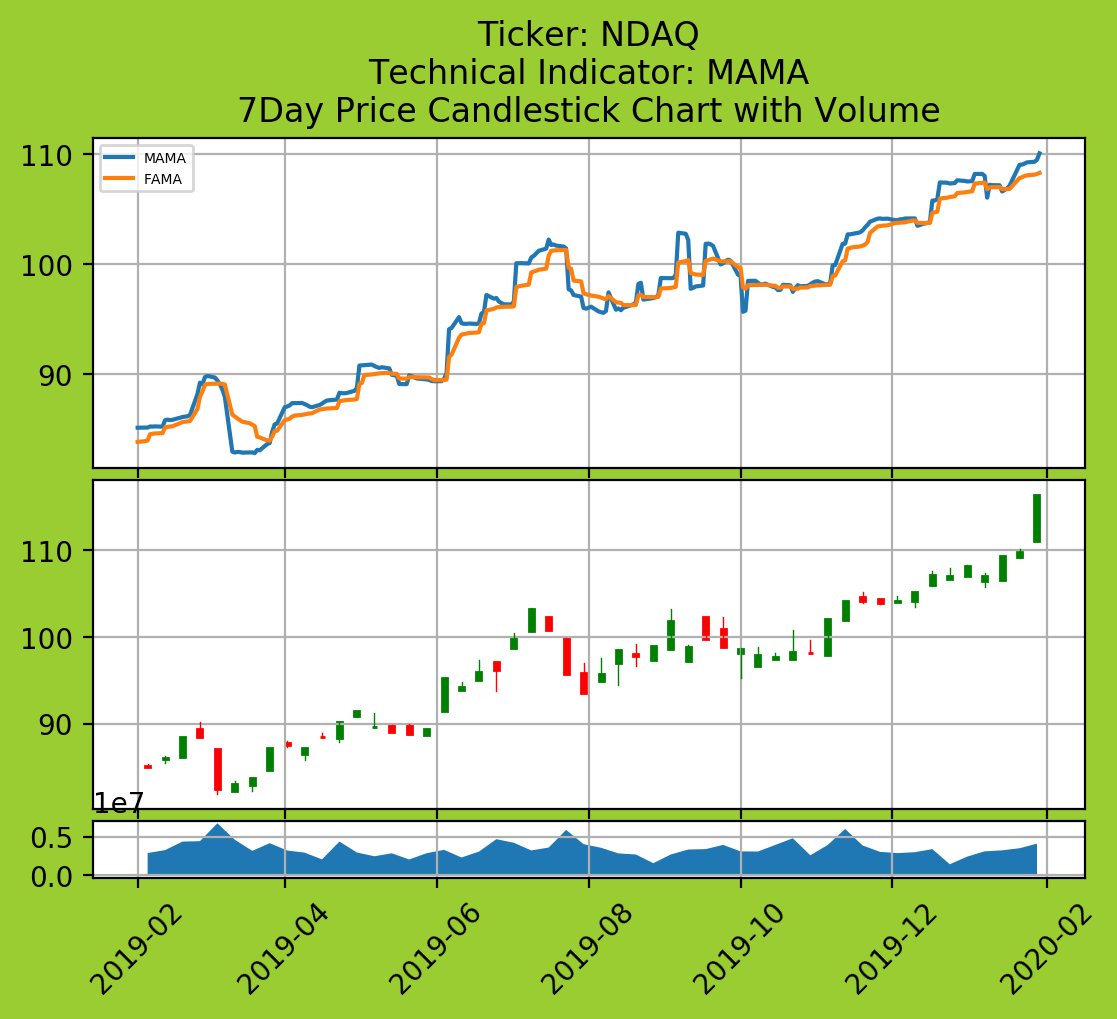 Ticker: NDAQ
Technical Indicator: MAMA
7Day Price Candlestick Chart with Volume
MAMA
FAMA
110
100
90
110
100
90
1e7
0.5
0.0
2019-02
2019-04
2019-06
2019-08
2019-10
2019-12
2020-02